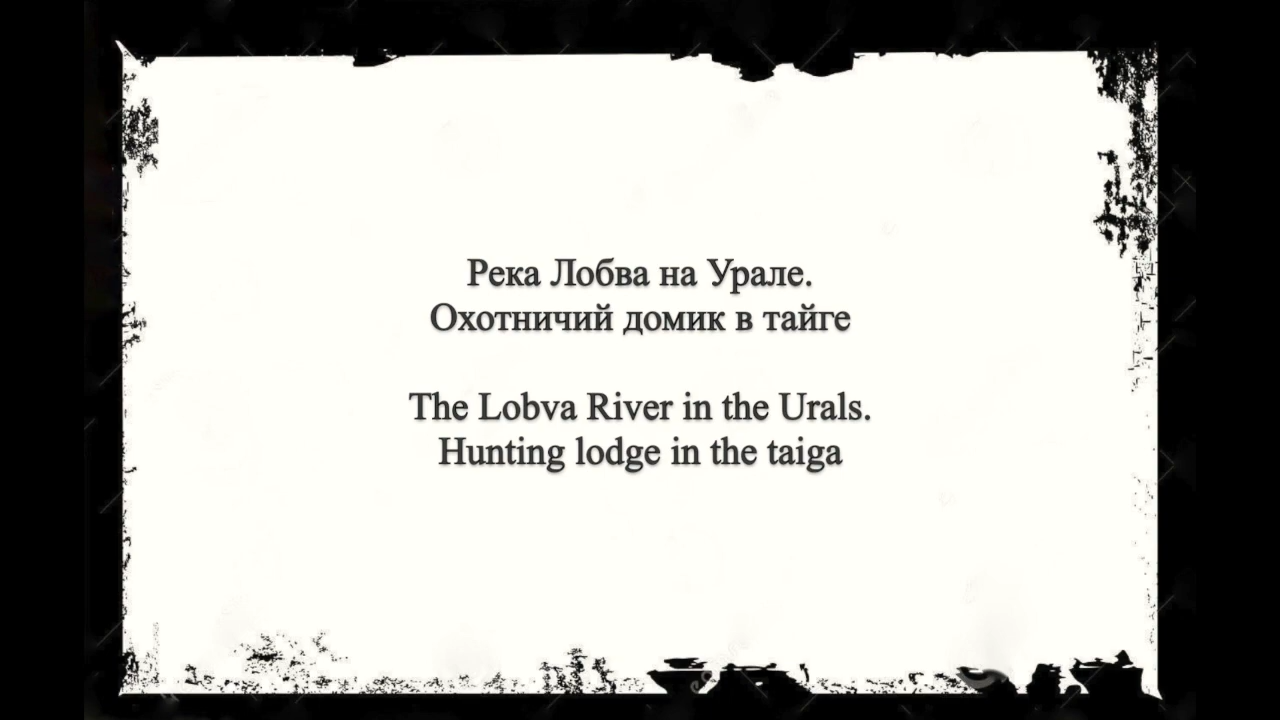 Река Лобва на Урале.
Охотничий домик в тайге
The Lobva River in the Urals.
Hunting lodge in the taiga